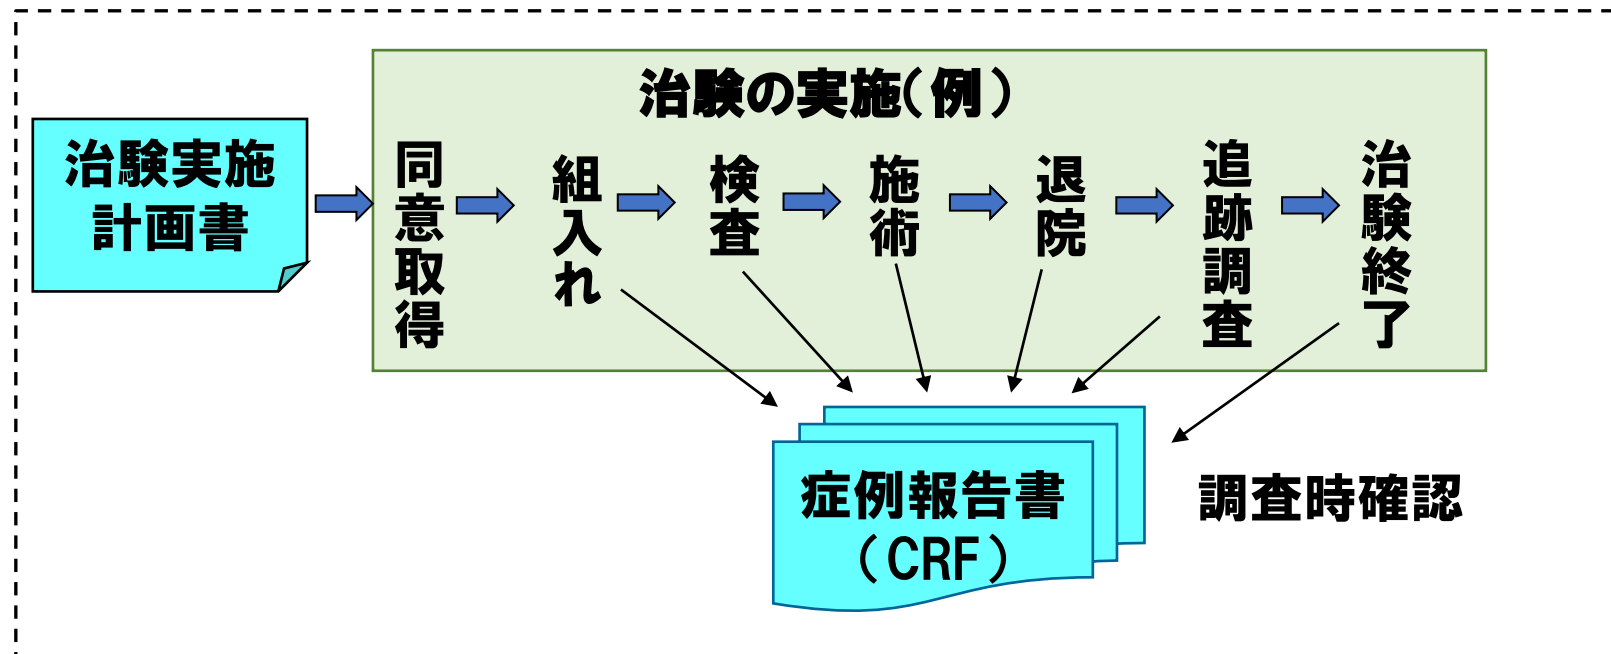 治験の実施（例）
治験実施
計画書
同意取得
組入れ
検査
施術
退院
追跡調査
治験終了
症例報告書
（CRF）
調査時確認